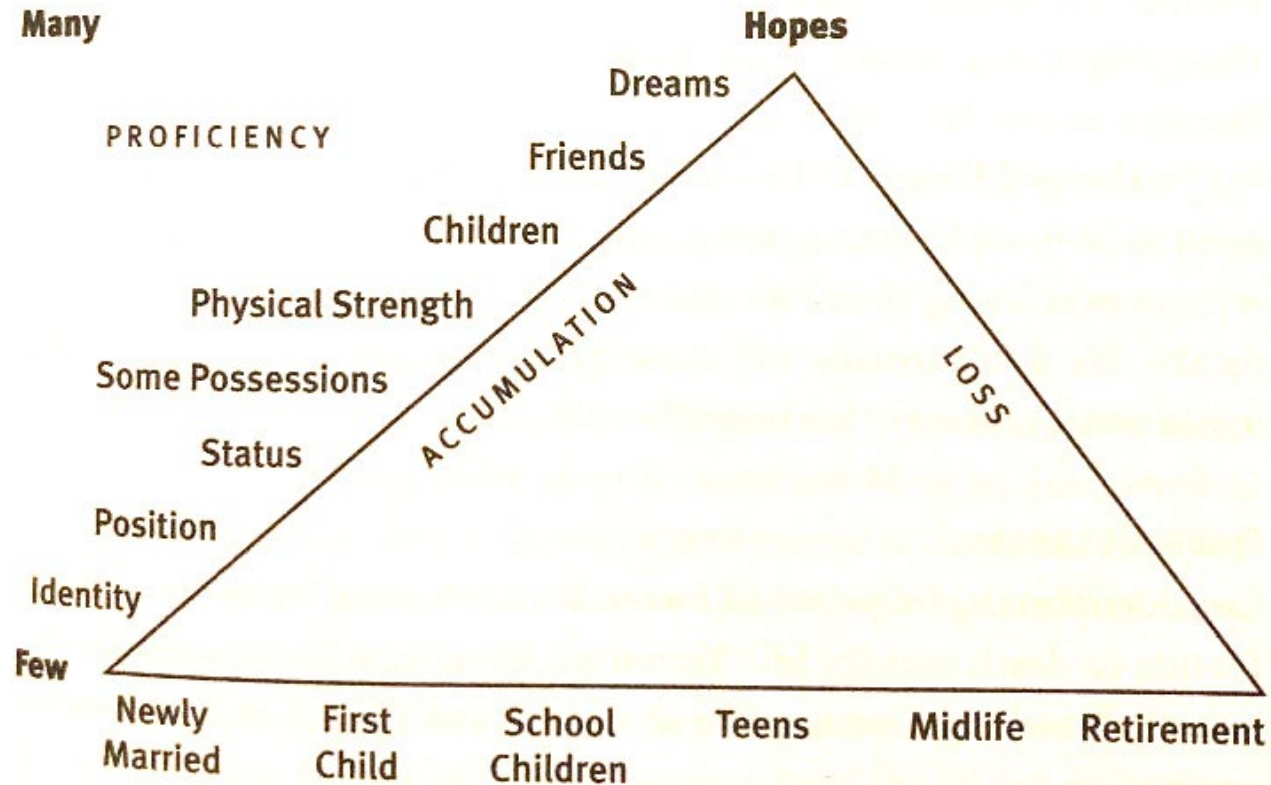 Many
Hopes
Dreams
PROFICIENCY
Friends
Children
Physical Strength
ACCUMULATION
Some Possessions
LOSS
Status
Position
Identity
Few
Newly
Married
First
Child
School
Children
Teens
Midlife
Retirement